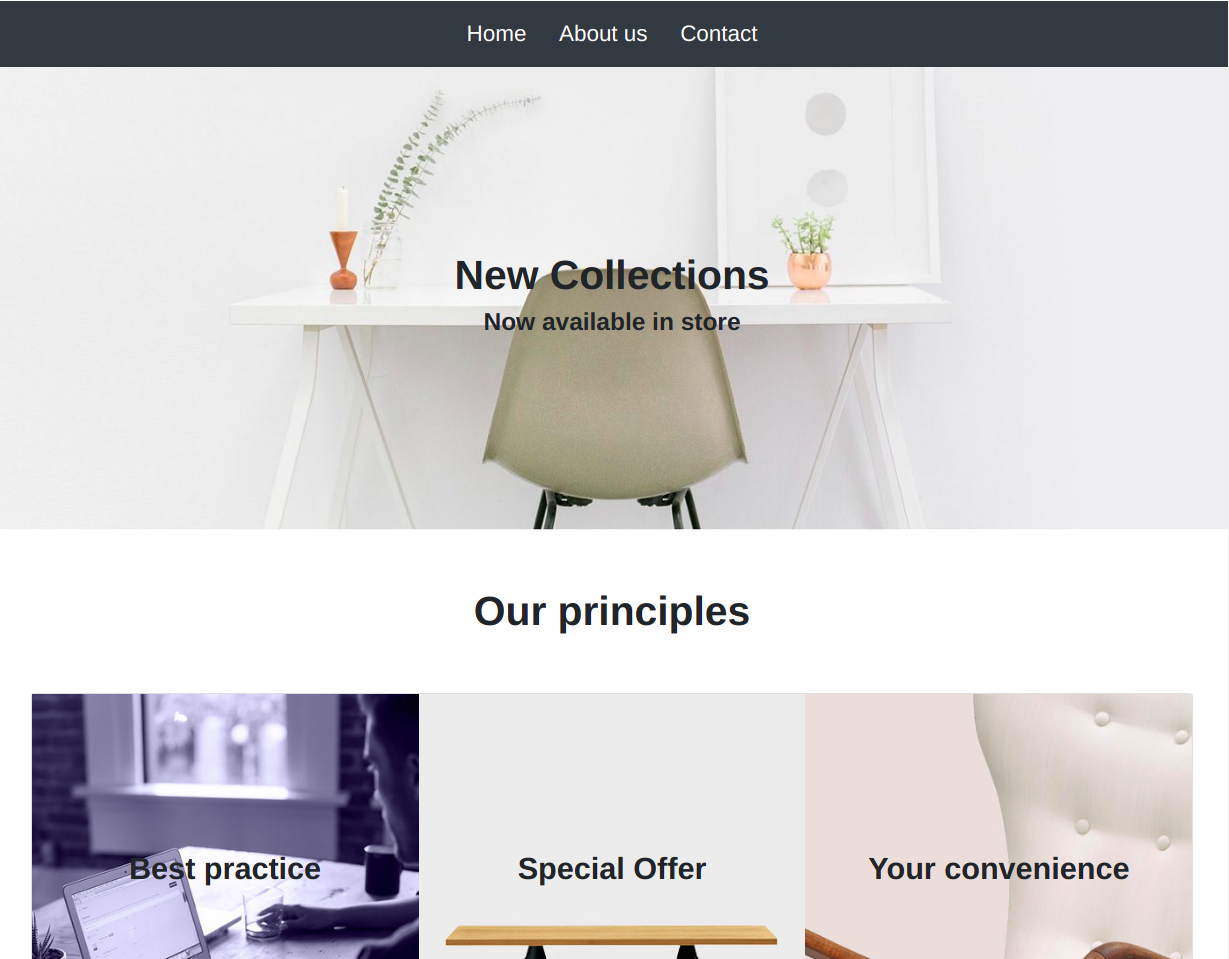 Home About us Contact
New Collections
Now available in store
Our principles
Best practice
Special Offer
Your convenience